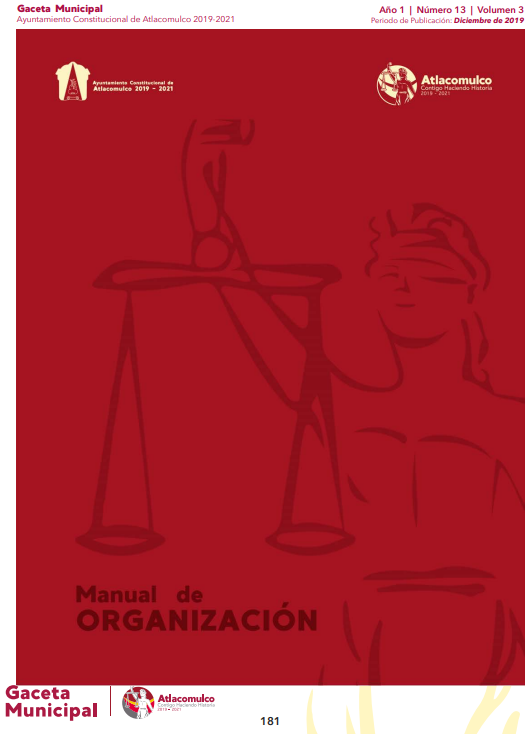 Gaceta Municipal
Ayuntamiento Constitucional de Atlacomulco 2019-2021
Año 1 | Número 13 | Volumen 3
Periodo de Publicación: Diciembre de 2019
Ayuntamiento Constitucional de
Atlacomulco 2019 - 2021
Atlacomulco
Contigo Haciendo Historia
2019 - 2021
Manual de
ORGANIZACIÓN
Gaceta
Municipal
Atlacomulco
Contigo Haciendo Historia
2019 - 2021
181